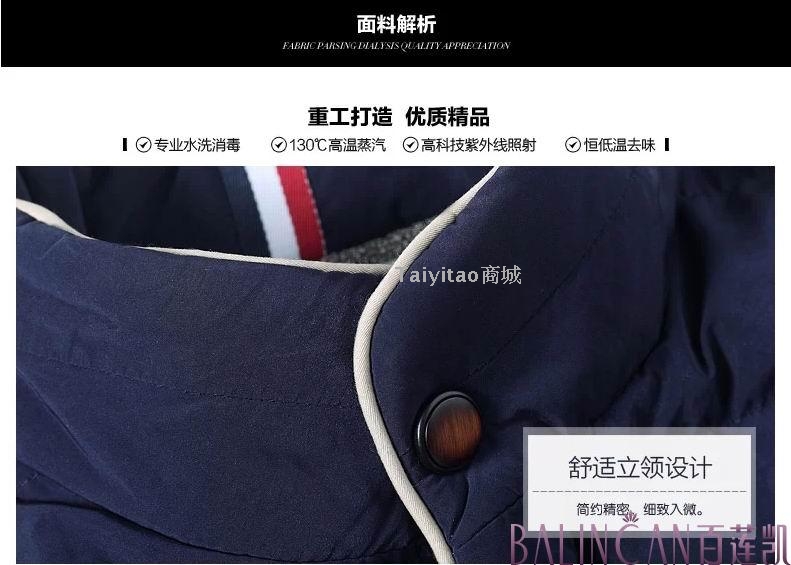 面料解析
FABRIC PARSING DIALYSIS QUALITY APPRECIATION
重工打造 优质精品
专业水洗消毒 130℃高温蒸汽 高科技紫外线照射 恒低温去味
Taiyitao商城
舒适立领设计
简约精密。细致入微。
BALINCAN百莲凯